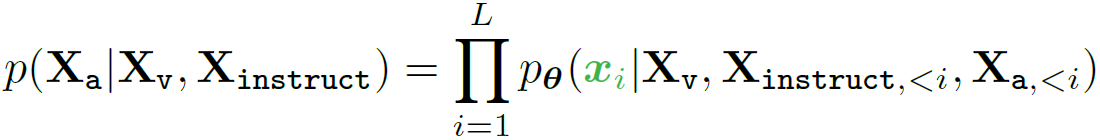 p(X_a|X_v, X_instruct) = ∏_{i=1}^{L} p_θ(x_i|X_v, X_instruct,<i, X_a,<i)